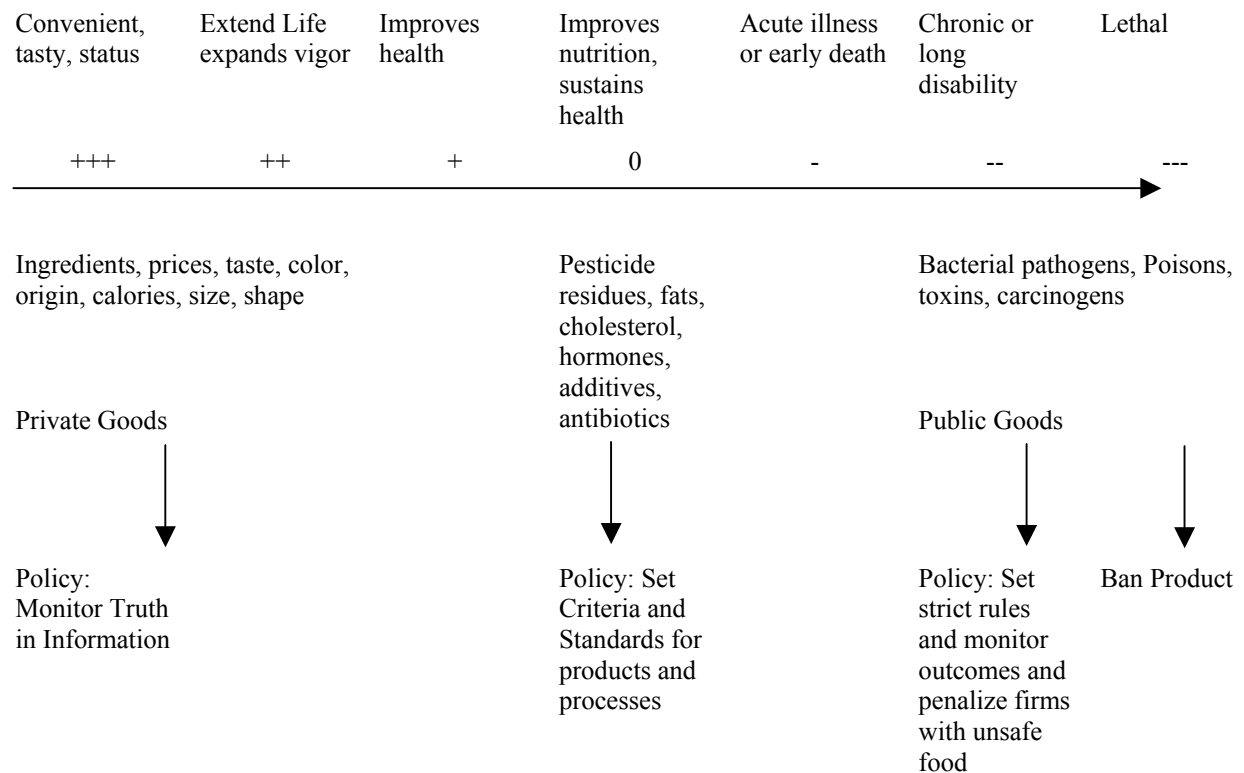 Convenient,
tasty, status
Extend Life
expands vigor
Improves
health
Improves
nutrition,
sustains
health
Acute illness
or early death
Chronic or
long
disability
Lethal
+++
++
+
0
-
--
---
Ingredients, prices, taste, color,
origin, calories, size, shape
Pesticide
residues, fats,
cholesterol,
hormones,
additives,
antibiotics
Bacterial pathogens, Poisons,
toxins, carcinogens
Private Goods
Public Goods
Policy:
Monitor Truth
in Information
Policy: Set
Criteria and
Standards for
products and
processes
Policy: Set
strict rules
and monitor
outcomes and
penalize firms
with unsafe
food
Ban Product